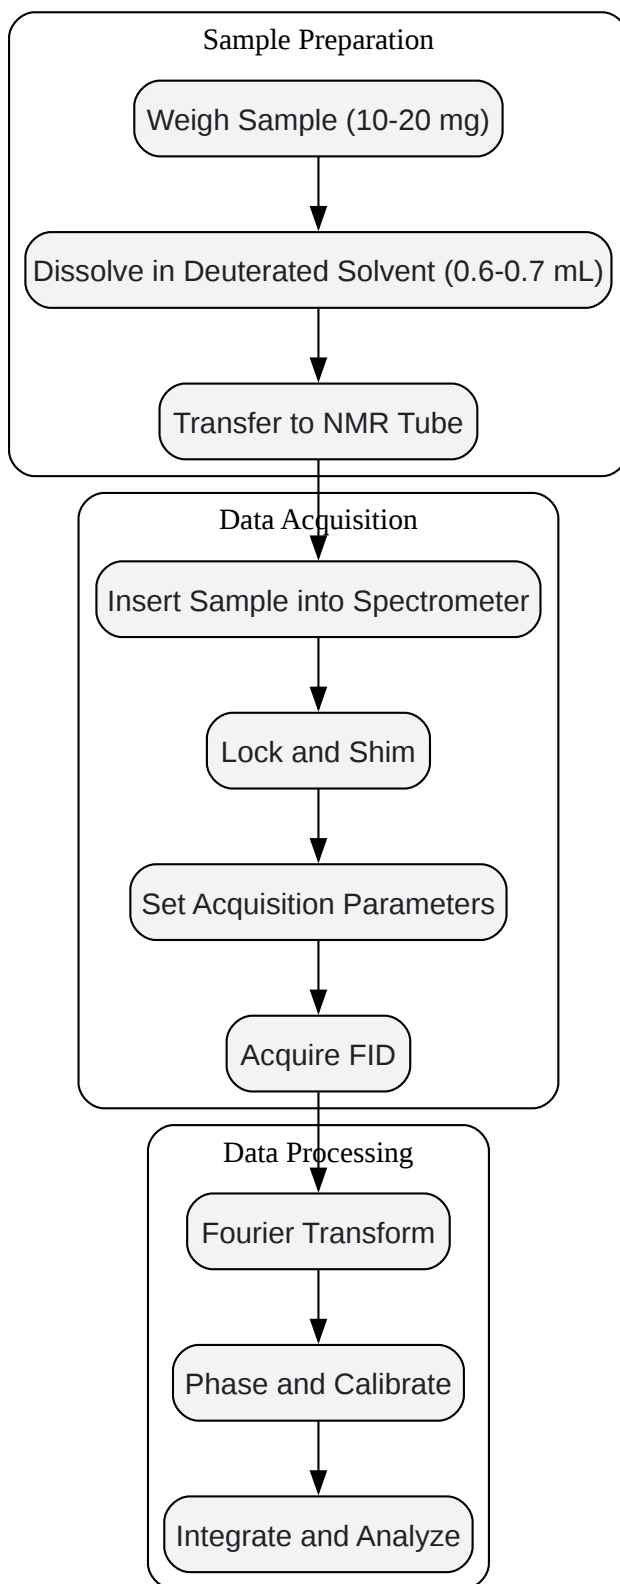 Sample Preparation
Weigh Sample (10-20 mg)
Dissolve in Deuterated Solvent (0.6-0.7 mL)
Transfer to NMR Tube
Data Acquisition
Insert Sample into Spectrometer
Lock and Shim
Set Acquisition Parameters
Acquire FID
Data Processing
Fourier Transform
Phase and Calibrate
Integrate and Analyze